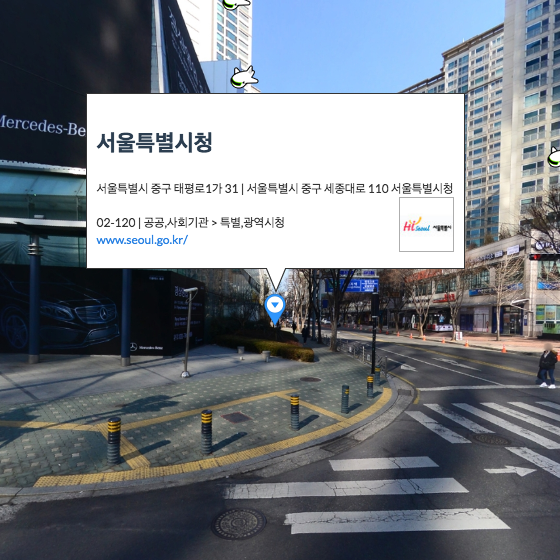 Mercedes-Be
서울특별시청
서울특별시 중구 태평로1가 31 | 서울특별시 중구 세종대로 110 서울특별시청
02-120 | 공공,사회기관 > 특별,광역시청
www.seoul.go.kr/
Hi Seoul 서울특별시
Mercedes-Benz